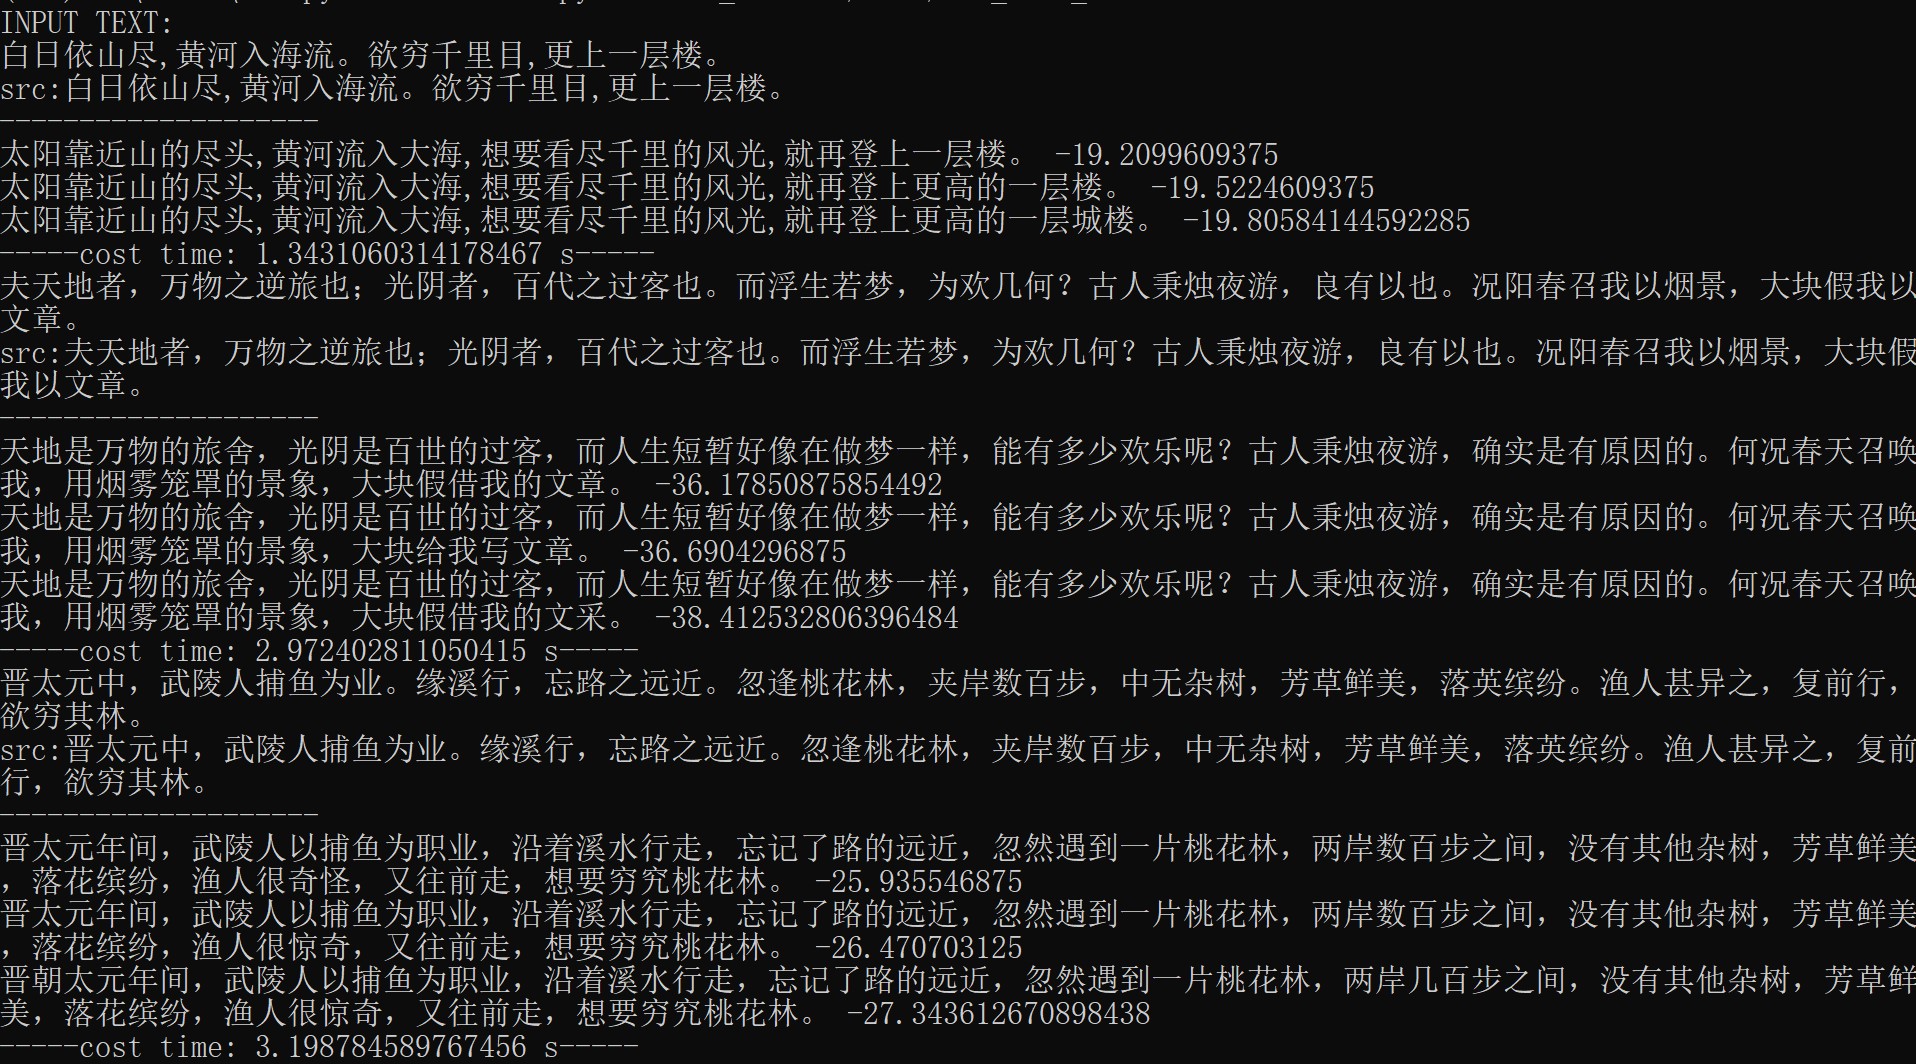 INPUT TEXT:
白日依山尽,黄河入海流。欲穷千里目,更上一层楼。
src:白日依山尽,黄河入海流。欲穷千里目,更上一层楼。
--------------------
太阳靠近山的尽头,黄河流入大海,想要看尽千里的风光,就再登上一层楼。 -19.2099609375
太阳靠近山的尽头,黄河流入大海,想要看尽千里的风光,就再登上更高的一层楼。 -19.5224609375
太阳靠近山的尽头,黄河流入大海,想要看尽千里的风光,就再登上更高的一层城楼。 -19.80584144592285
-----cost time: 1.3431060314178467 s-----
夫天地者，万物之逆旅也；光阴者，百代之过客也。而浮生若梦，为欢几何？古人秉烛夜游，良有以也。况阳春召我以烟景，大块假我以
文章。
src:夫天地者，万物之逆旅也；光阴者，百代之过客也。而浮生若梦，为欢几何？古人秉烛夜游，良有以也。况阳春召我以烟景，大块假
我以文章。
--------------------
天地是万物的旅舍，光阴是百世的过客，而人生短暂好像在做梦一样，能有多少欢乐呢？古人秉烛夜游，确实是有原因的。何况春天召唤
我，用烟雾笼罩的景象，大块假借我的文章。 -36.17850875854492
天地是万物的旅舍，光阴是百世的过客，而人生短暂好像在做梦一样，能有多少欢乐呢？古人秉烛夜游，确实是有原因的。何况春天召唤
我，用烟雾笼罩的景象，大块给我写文章。 -36.6904296875
天地是万物的旅舍，光阴是百世的过客，而人生短暂好像在做梦一样，能有多少欢乐呢？古人秉烛夜游，确实是有原因的。何况春天召唤
我，用烟雾笼罩的景象，大块假借我的文采。 -38.412532806396484
-----cost time: 2.972402811050415 s-----
晋太元中，武陵人捕鱼为业。缘溪行，忘路之远近。忽逢桃花林，夹岸数百步，中无杂树，芳草鲜美，落英缤纷。渔人甚异之，复前行，
欲穷其林。
src:晋太元中，武陵人捕鱼为业。缘溪行，忘路之远近。忽逢桃花林，夹岸数百步，中无杂树，芳草鲜美，落英缤纷。渔人甚异之，复前
行，欲穷其林。
--------------------
晋太元年间，武陵人以捕鱼为职业，沿着溪水行走，忘记了路的远近，忽然遇到一片桃花林，两岸数百步之间，没有其他杂树，芳草鲜美
，落花缤纷，渔人很奇怪，又往前走，想要穷究桃花林。 -25.935546875
晋太元年间，武陵人以捕鱼为职业，沿着溪水行走，忘记了路的远近，忽然遇到一片桃花林，两岸数百步之间，没有其他杂树，芳草鲜美
，落花缤纷，渔人很惊奇，又往前走，想要穷究桃花林。 -26.470703125
晋朝太元年间，武陵人以捕鱼为职业，沿着溪水行走，忘记了路的远近，忽然遇到一片桃花林，两岸几百步之间，没有其他杂树，芳草鲜
美，落花缤纷，渔人很惊奇，又往前走，想要穷究桃花林。 -27.343612670898438
-----cost time: 3.198784589767456 s-----